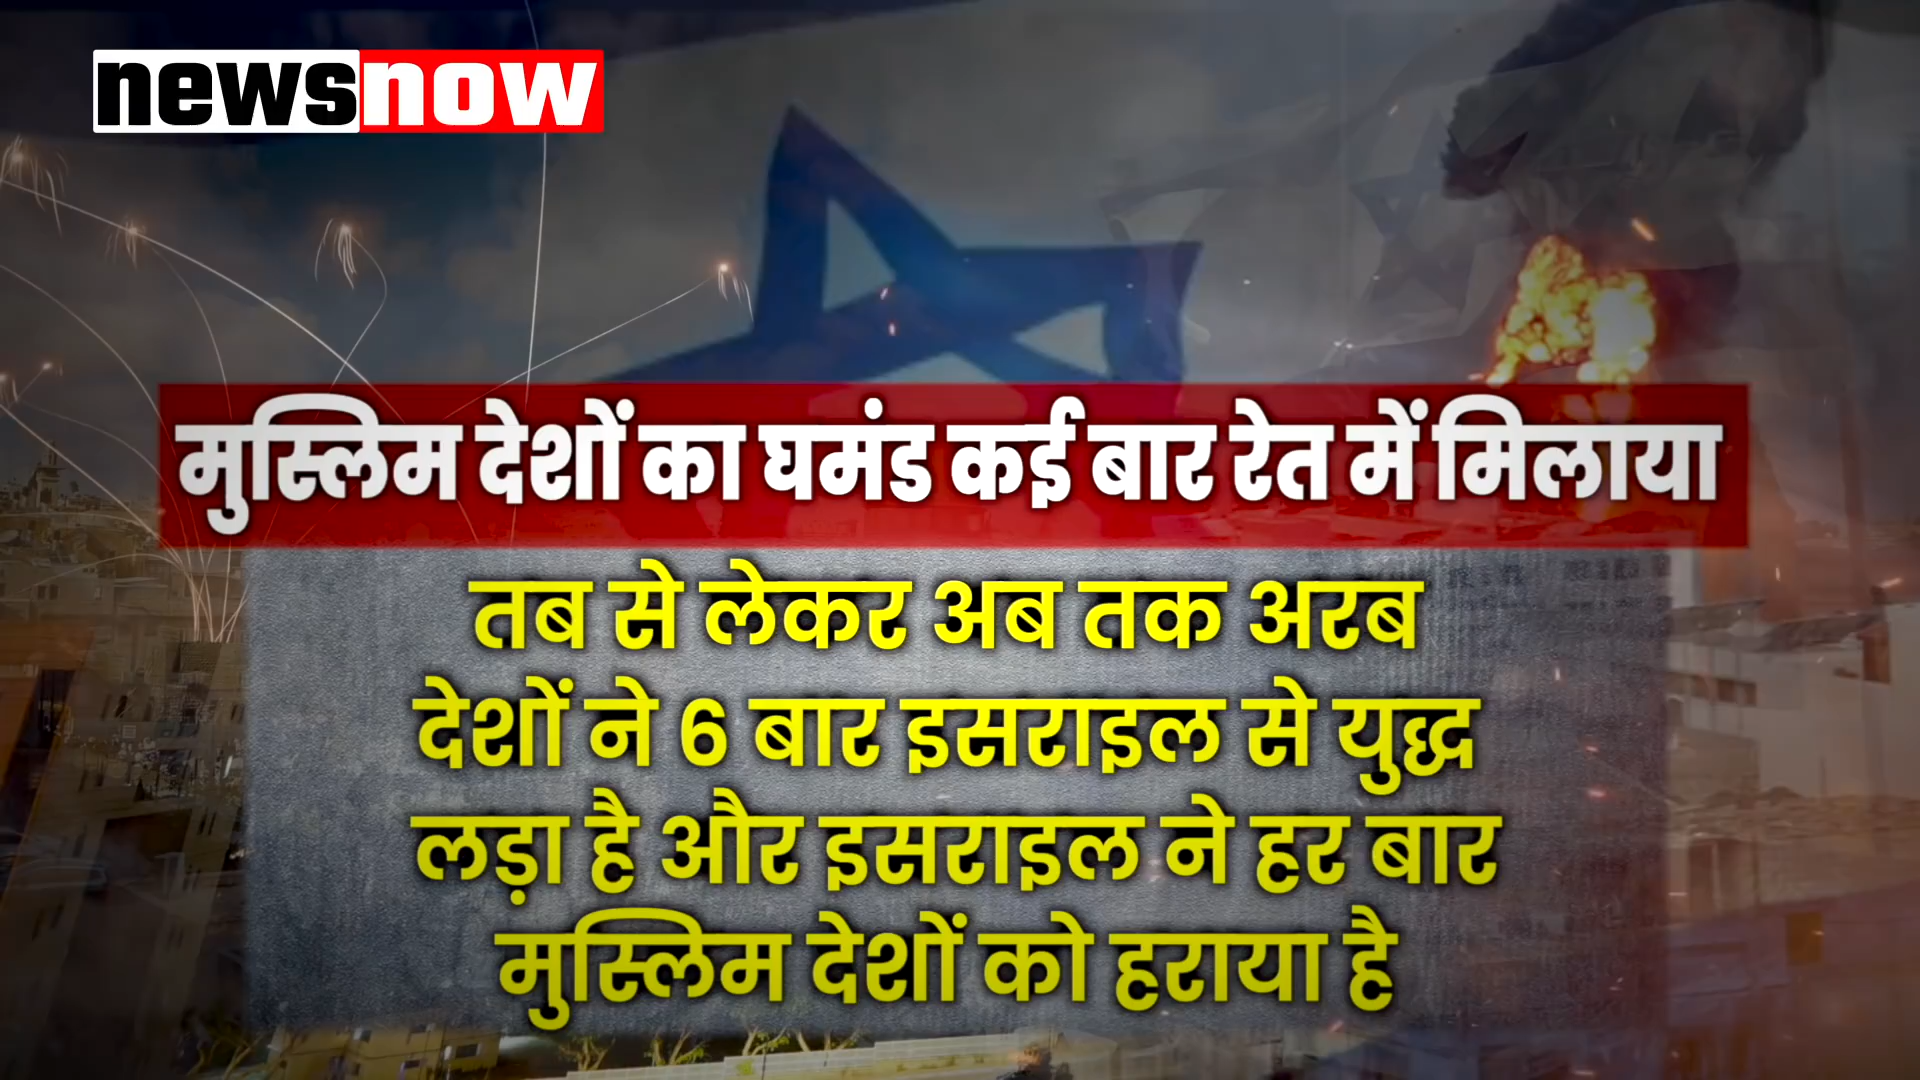 newsnow
मुस्लिम देशों का घमंड कई बार रेत में मिलाया
तब से लेकर अब तक अरब
देशों ने 6 बार इसराइल से युद्ध
लड़ा है और इसराइल ने हर बार
मुस्लिम देशों को हराया है